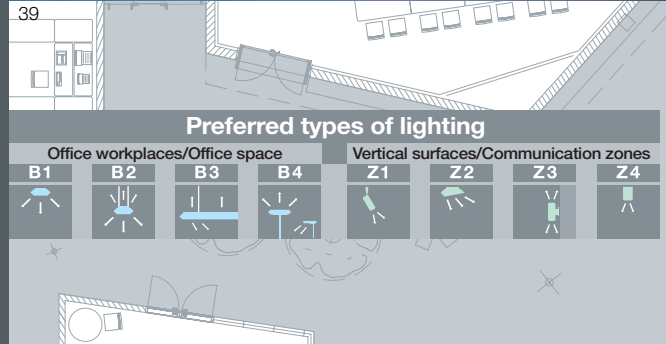 39
Preferred types of lighting
Office workplaces/Office space Vertical surfaces/Communication zones
B1 B2 B3 B4 Z1 Z2 Z3 Z4